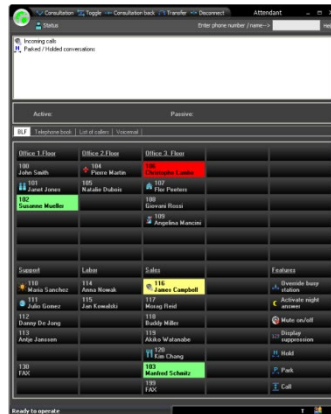 Consultation Toggle Consultation back Transfer Disconnect Attendant
Status Enter phone number / name-->
Incoming calls
Parked / Holded conversations
Active: Passive:
BLF Telephone book List of callers Voicemail
Office 1.Floor Office 2.Floor Office 3. Floor
100 104 106
John Smith Pierre Martin
101 105 107
Janet Jones Natalie Dubois Flor Peeters
102 108
Susanne Mueller Giovani Rossi
109
Angelina Mancini
Support Labor Sales Features
110 114 116 Override busy station
Maria Sanchez Anna Nowak James Campbell
111 115 117 Activate night answer
Julio Gomez Jan Kowalski Morag Reid
112 118 Mute on/off
Danny De Jong Buddy Miller
113 119 Display suppression
Antje Janssen Akiko Watanabe
120 Hold
Kim Chang
130 103 Park
FAX Manfred Schmitz
199 Call
FAX
Ready to operate